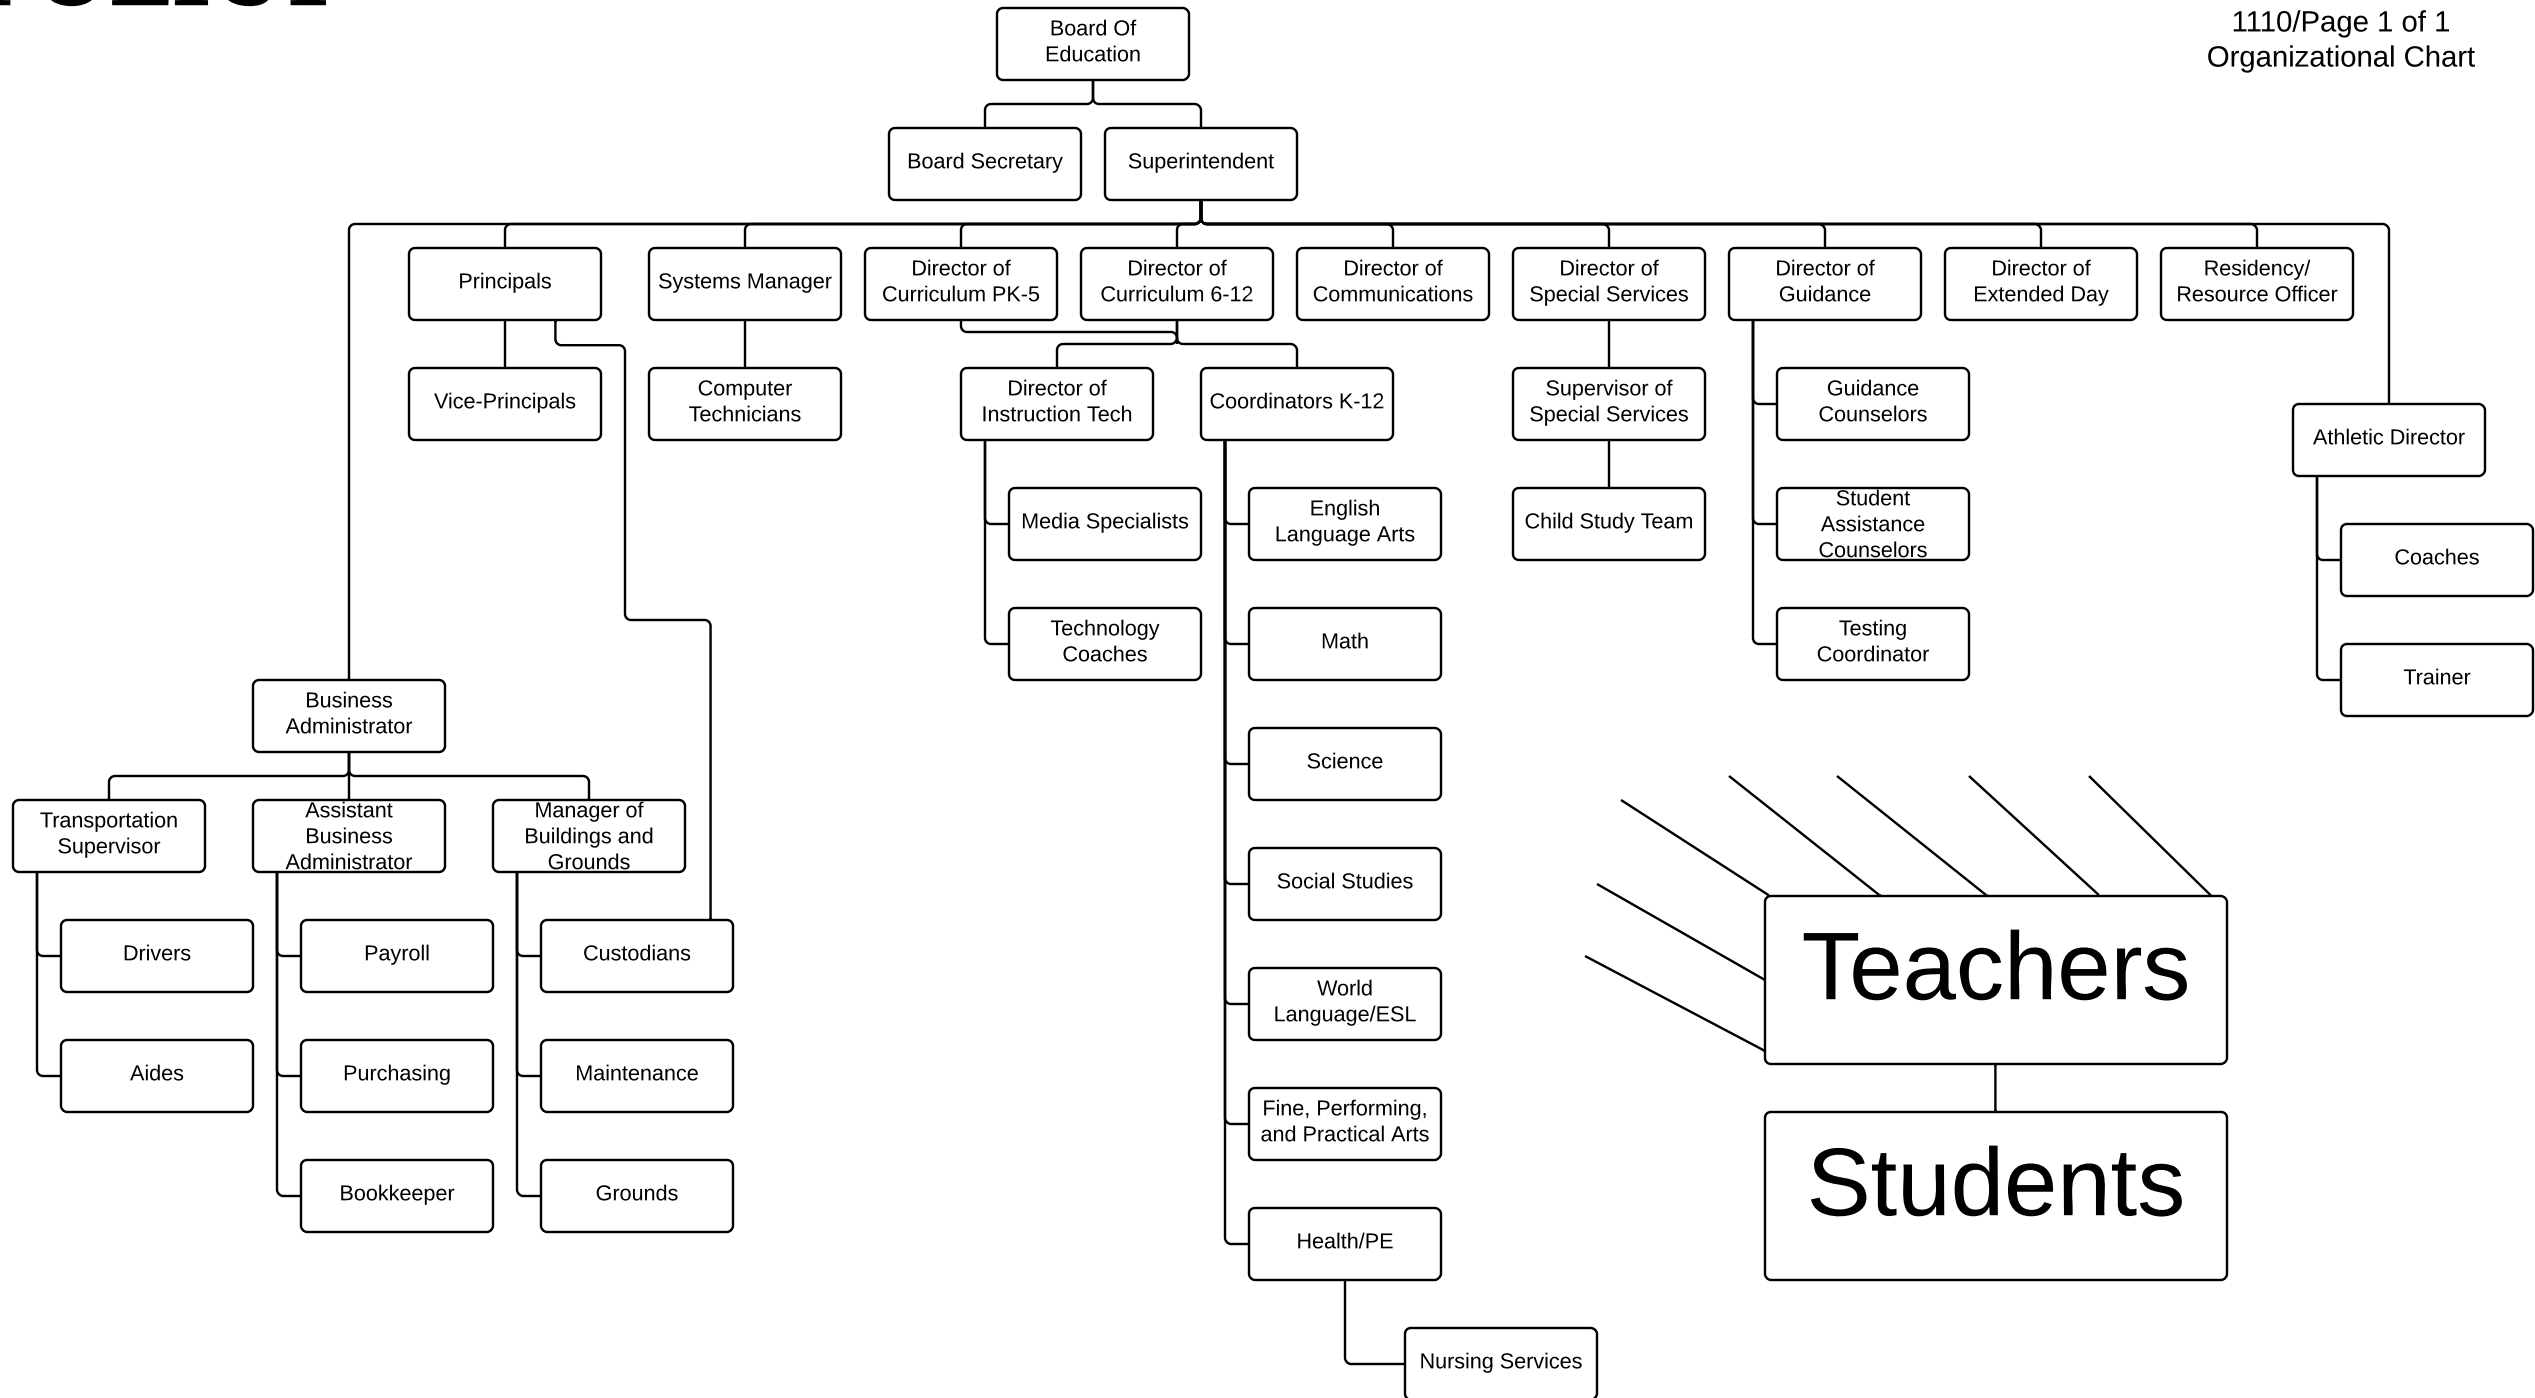 1110/Page 1 of 1
Organizational Chart
Board Of
Education
Board Secretary
Superintendent
Principals
Systems Manager
Director of
Curriculum PK-5
Director of
Curriculum 6-12
Director of
Communications
Director of
Special Services
Director of
Guidance
Director of
Extended Day
Residency/
Resource Officer
Vice-Principals
Computer
Technicians
Director of
Instruction Tech
Coordinators K-12
Supervisor of
Special Services
Guidance
Counselors
Athletic Director
Media Specialists
English
Language Arts
Child Study Team
Student
Assistance
Counselors
Coaches
Technology
Coaches
Math
Testing
Coordinator
Trainer
Business
Administrator
Science
Transportation
Supervisor
Assistant
Business
Administrator
Manager of
Buildings and
Grounds
Social Studies
Drivers
Payroll
Custodians
Teachers
World
Language/ESL
Aides
Purchasing
Maintenance
Fine, Performing,
and Practical Arts
Students
Bookkeeper
Grounds
Health/PE
Nursing Services